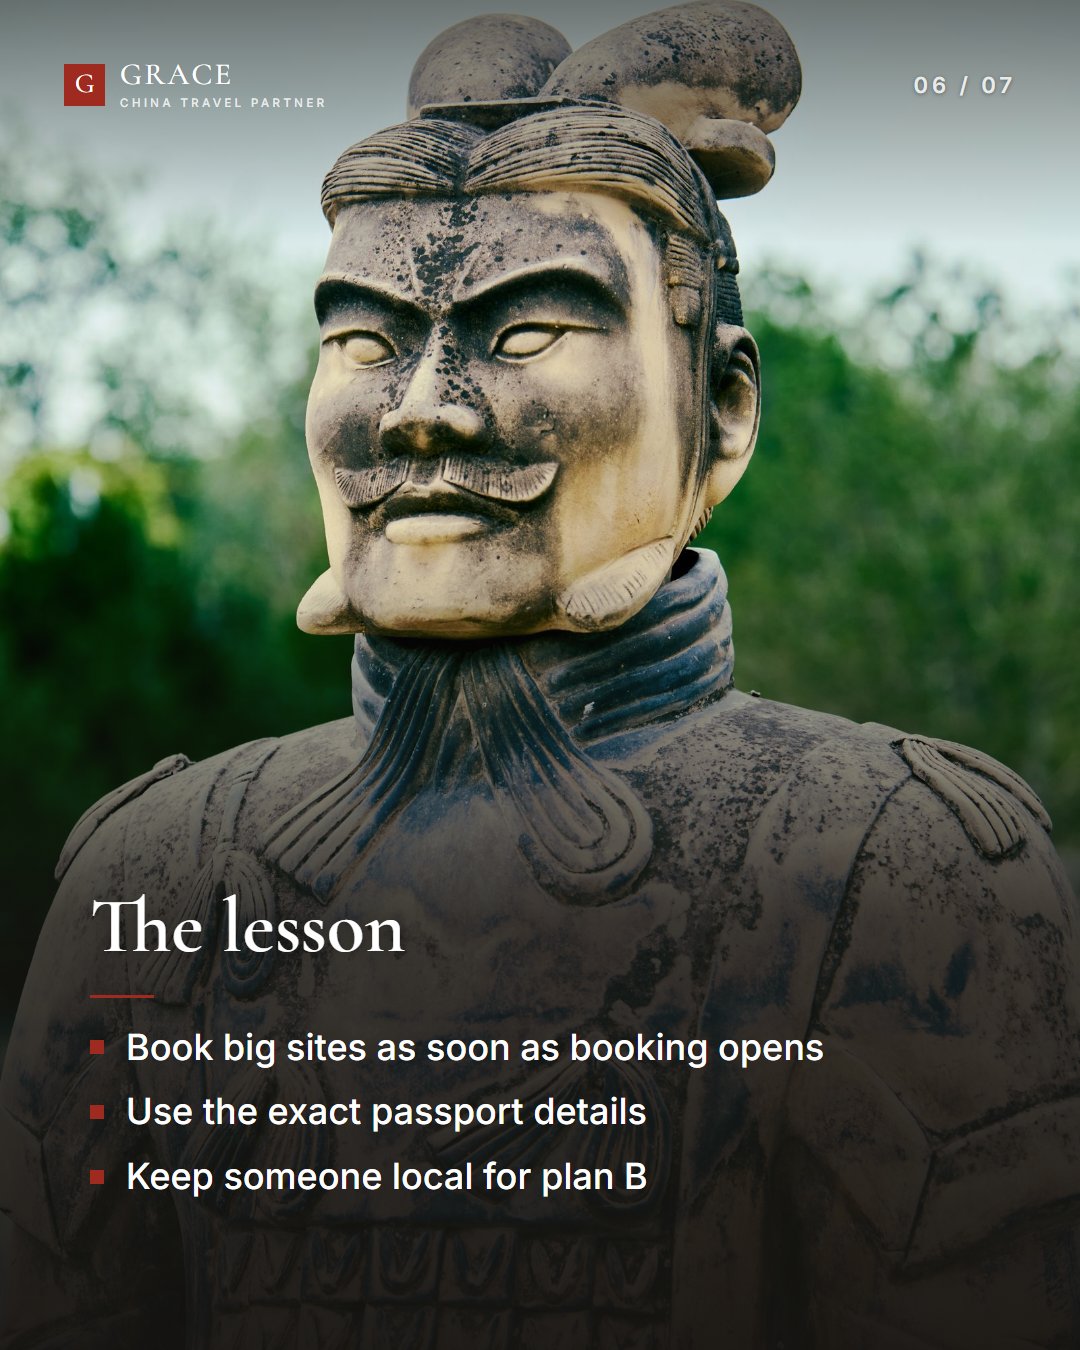 G
GRACE
CHINA TRAVEL PARTNER
06 / 07
The lesson
Book big sites as soon as booking opens
Use the exact passport details
Keep someone local for plan B